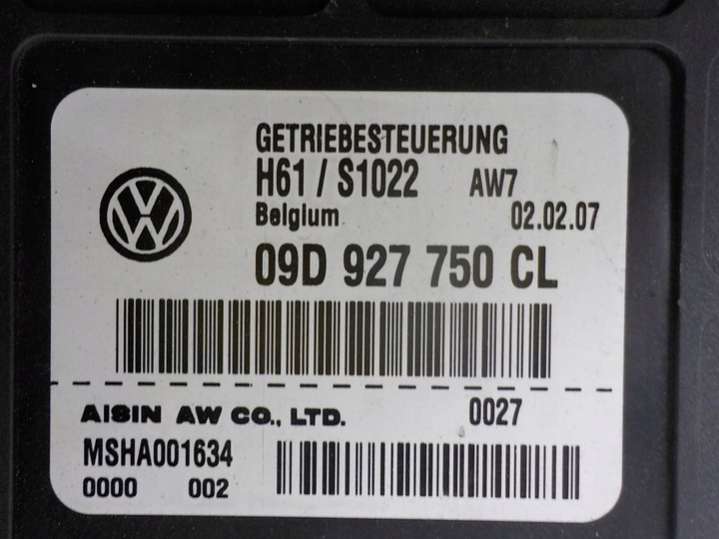 GETRIEBESTEUERUNG
H61 / S1022 AW7
Belgium 02.02.07
09D 927 750 CL
AISIN AW CO., LTD. 0027
MSHA001634
0000 002